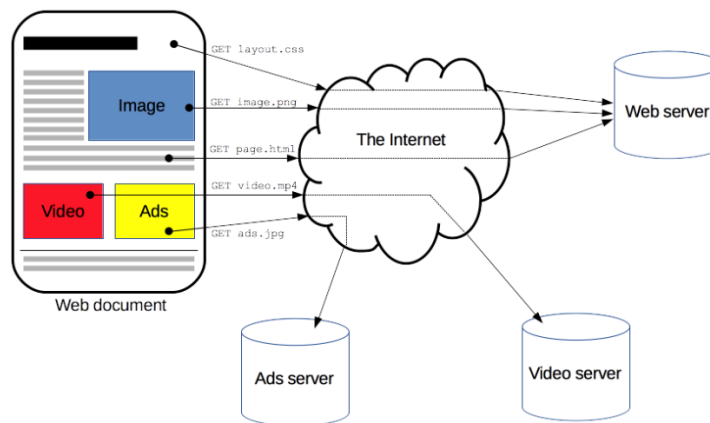 GET layout.css
Image
GET image.png
The Internet
Web server
GET page.html
Video
Ads
GET video.mp4
GET ads.jpg
Web document
Ads server
Video server